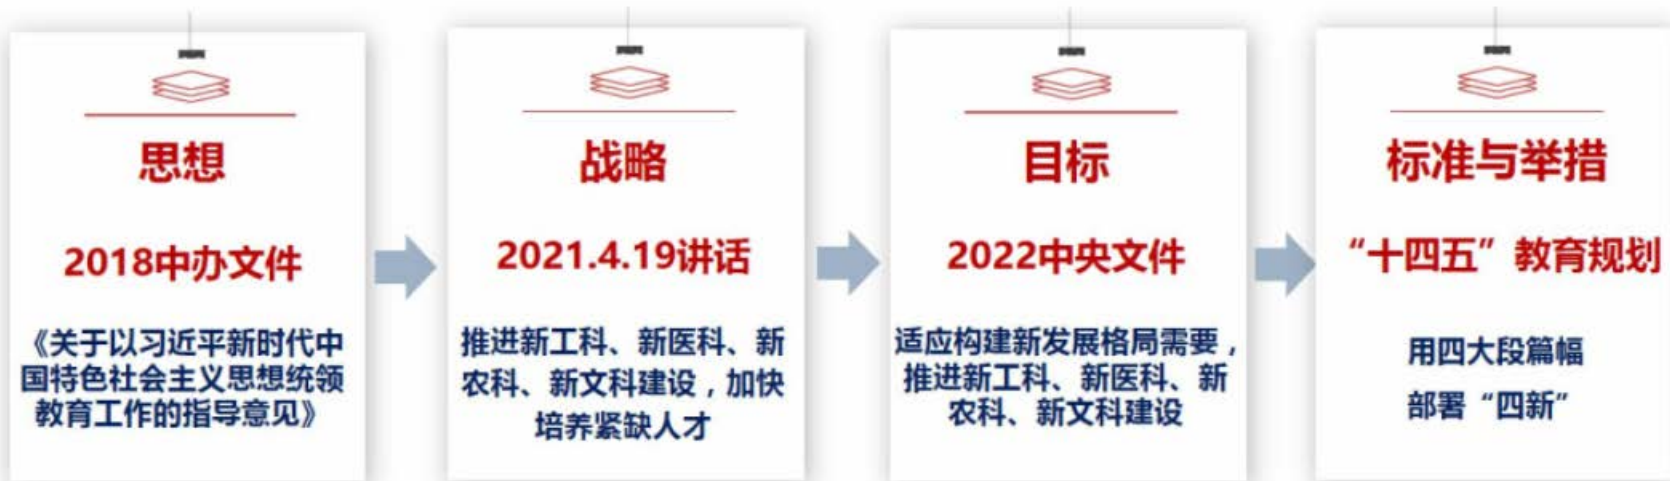 思想
2018中办文件
《关于以习近平新时代中
国特色社会主义思想统领
教育工作的指导意见》
战略
2021.4.19讲话
推进新工科、新医科、新
农科、新文科建设，加快
培养紧缺人才
目标
2022中央文件
适应构建新发展格局需要，
推进新工科、新医科、新
农科、新文科建设
标准与举措
“十四五”教育规划
用四大段篇幅
部署“四新”